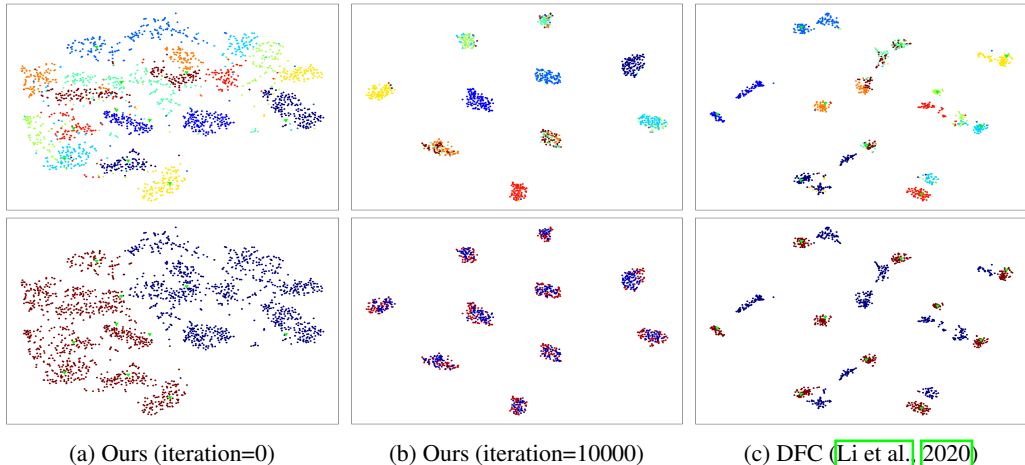 (a) Ours (iteration=0)
(b) Ours (iteration=10000)
(c) DFC (Li et al., 2020)